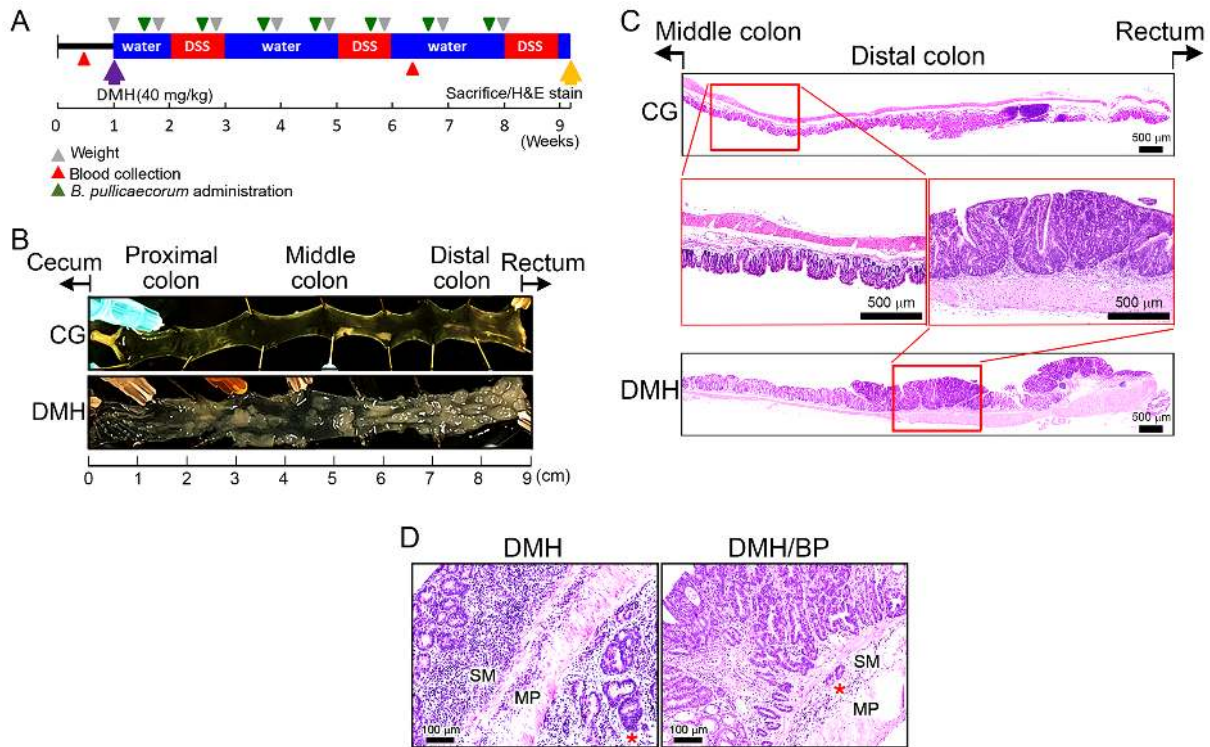 A
water DSS water DSS water DSS
DMH(40 mg/kg) Sacrifice/H&E stain
0 1 2 3 4 5 6 7 8 9
(Weeks)
Weight
Blood collection
B. pullicaecorum administration
B
Cecum Proximal colon Middle colon Distal colon Rectum
CG
DMH
0 1 2 3 4 5 6 7 8 9 (cm)
C
Middle colon Rectum
Distal colon
CG
500 µm
500 µm 500 µm
DMH
500 µm
D
DMH DMH/BP
SM SM
MP * * MP
100 µm 100 µm